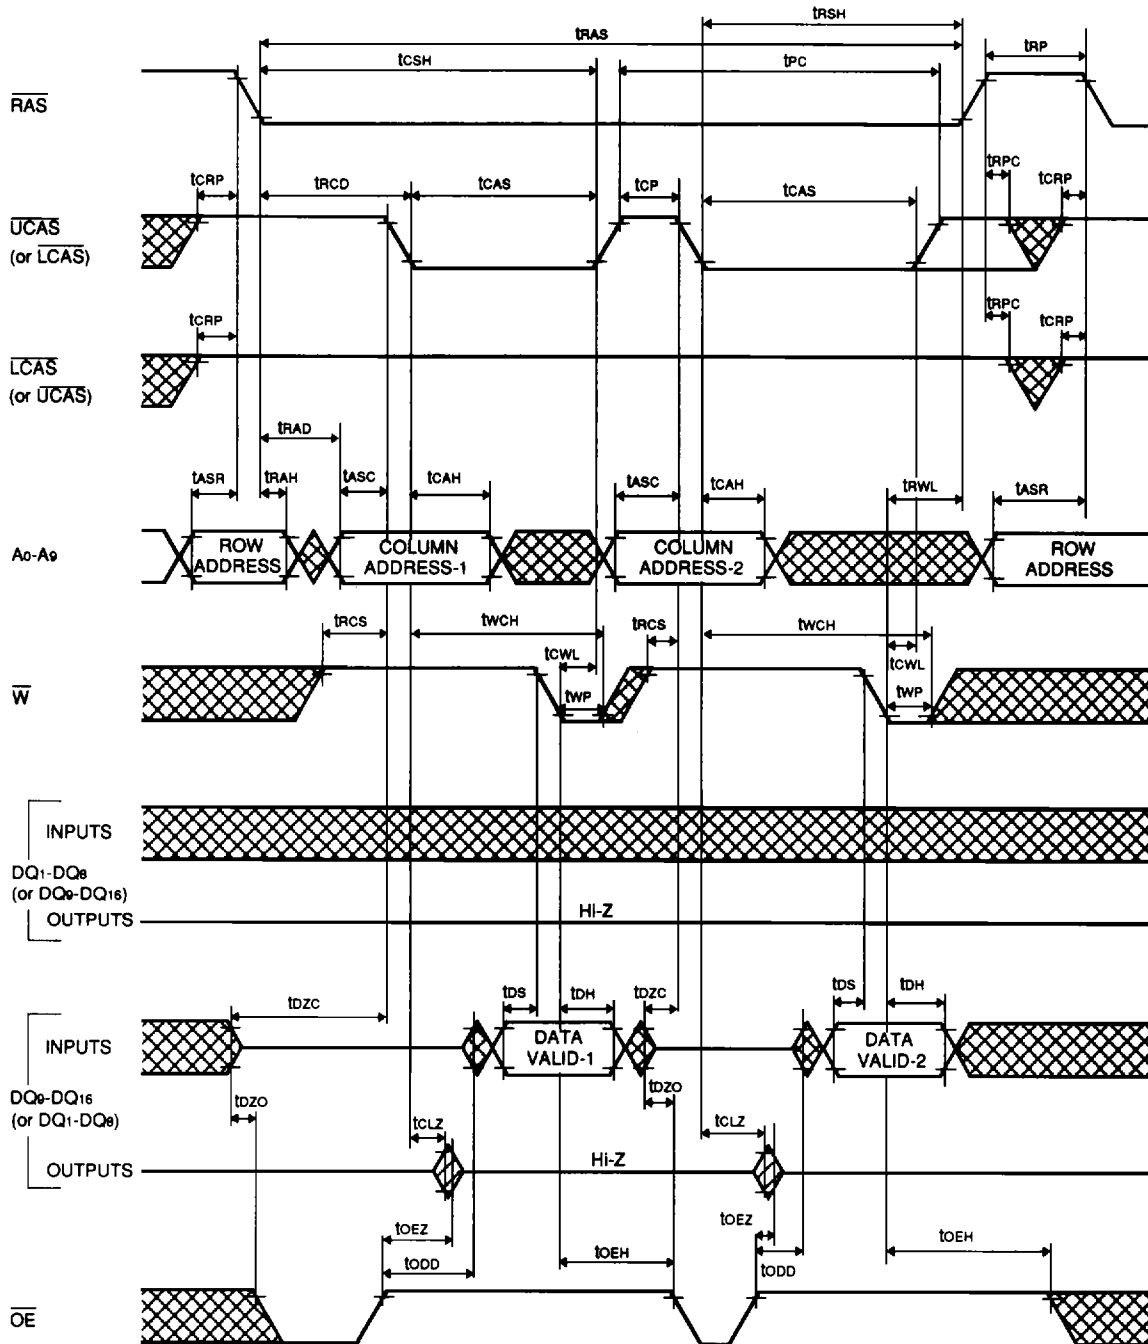 tRSH
tRAS
tRP
tCSH
tPC
RAS
tRPC
tCRP
tRCD
tCAS
tCP
tCAS
tCRP
UCAS
(or LCAS)
tRPC
tCRP
tCRP
LCAS
(or UCAS)
tRAD
tASR
tRAH
tASC
tCAH
tASC
tCAH
tRWL
tASR
A0-A9
ROW
ADDRESS
COLUMN
ADDRESS-1
COLUMN
ADDRESS-2
ROW
ADDRESS
tRCS
tWCH
tRCS
tWCH
tCWL
tCWL
tWP
tWP
W
INPUTS
DQ1-DQ8
(or DQ9-DQ16)
OUTPUTS
Hi-Z
tDZC
tDS
tDH
tDZC
tDS
tDH
INPUTS
DATA
VALID-1
DATA
VALID-2
DQ9-DQ16
(or DQ1-DQ8)
tDZO
tDZO
tCLZ
tCLZ
OUTPUTS
Hi-Z
tOEZ
tOEZ
tODD
tOEH
tODD
tOEH
OE